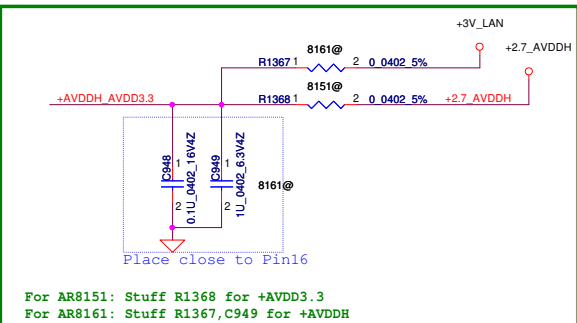 +3V_LAN
+2.7_AVDDH
8161@
R1367 1 2 0_0402_5%
8151@
+AVDDH_AVDD3.3 R1368 1 2 0_0402_5% +2.7_AVDDH
C948 1 2 0.1U_0402_16V4Z
C949 1 2 1U_0402_6.3V4Z
8161@
Place close to Pin16
For AR8151: Stuff R1368 for +AVDD3.3
For AR8161: Stuff R1367,C949 for +AVDDH